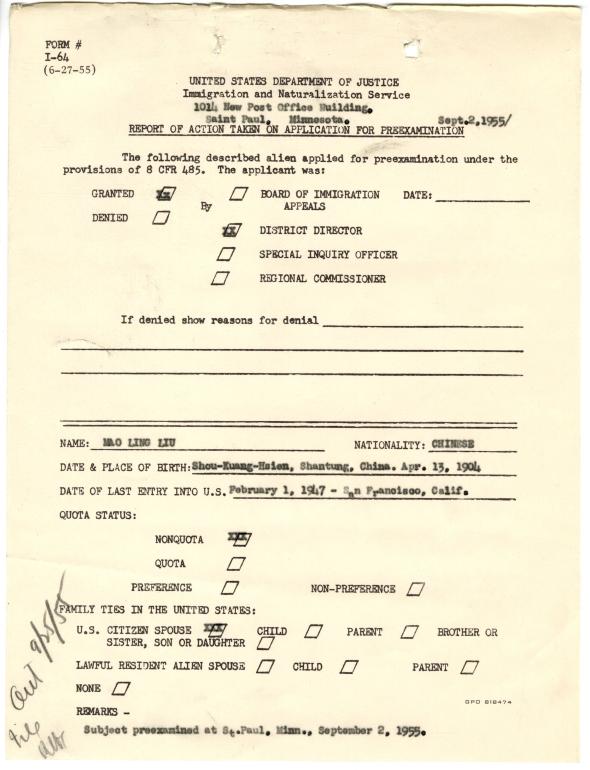 FORM #
I-64
(6-27-55)
UNITED STATES DEPARTMENT OF JUSTICE
Immigration and Naturalization Service
1014 New Post Office Building.
Saint Paul, Minnesota. Sept.2,1955/
REPORT OF ACTION TAKEN ON APPLICATION FOR PREEXAMINATION
The following described alien applied for preexamination under the
provisions of 8 CFR 485. The applicant was:
GRANTED xx BOARD OF IMMIGRATION DATE:
By APPEALS
DENIED
xx DISTRICT DIRECTOR
SPECIAL INQUIRY OFFICER
REGIONAL COMMISSIONER
If denied show reasons for denial
NAME: MAO LING LIU NATIONALITY: CHINESE
DATE & PLACE OF BIRTH: Shou-Kuang-Hsien, Shantung, China. Apr. 13, 1904
DATE OF LAST ENTRY INTO U.S. February 1, 1947 - San Francisco, Calif.
QUOTA STATUS:
NONQUOTA xxx
QUOTA
PREFERENCE NON-PREFERENCE
FAMILY TIES IN THE UNITED STATES:
U.S. CITIZEN SPOUSE xxx CHILD PARENT BROTHER OR
SISTER, SON OR DAUGHTER
LAWFUL RESIDENT ALIEN SPOUSE CHILD PARENT
NONE
GPO 818474
REMARKS -
Subject preexamined at St.Paul, Minn., September 2, 1955.
9/25/55
file